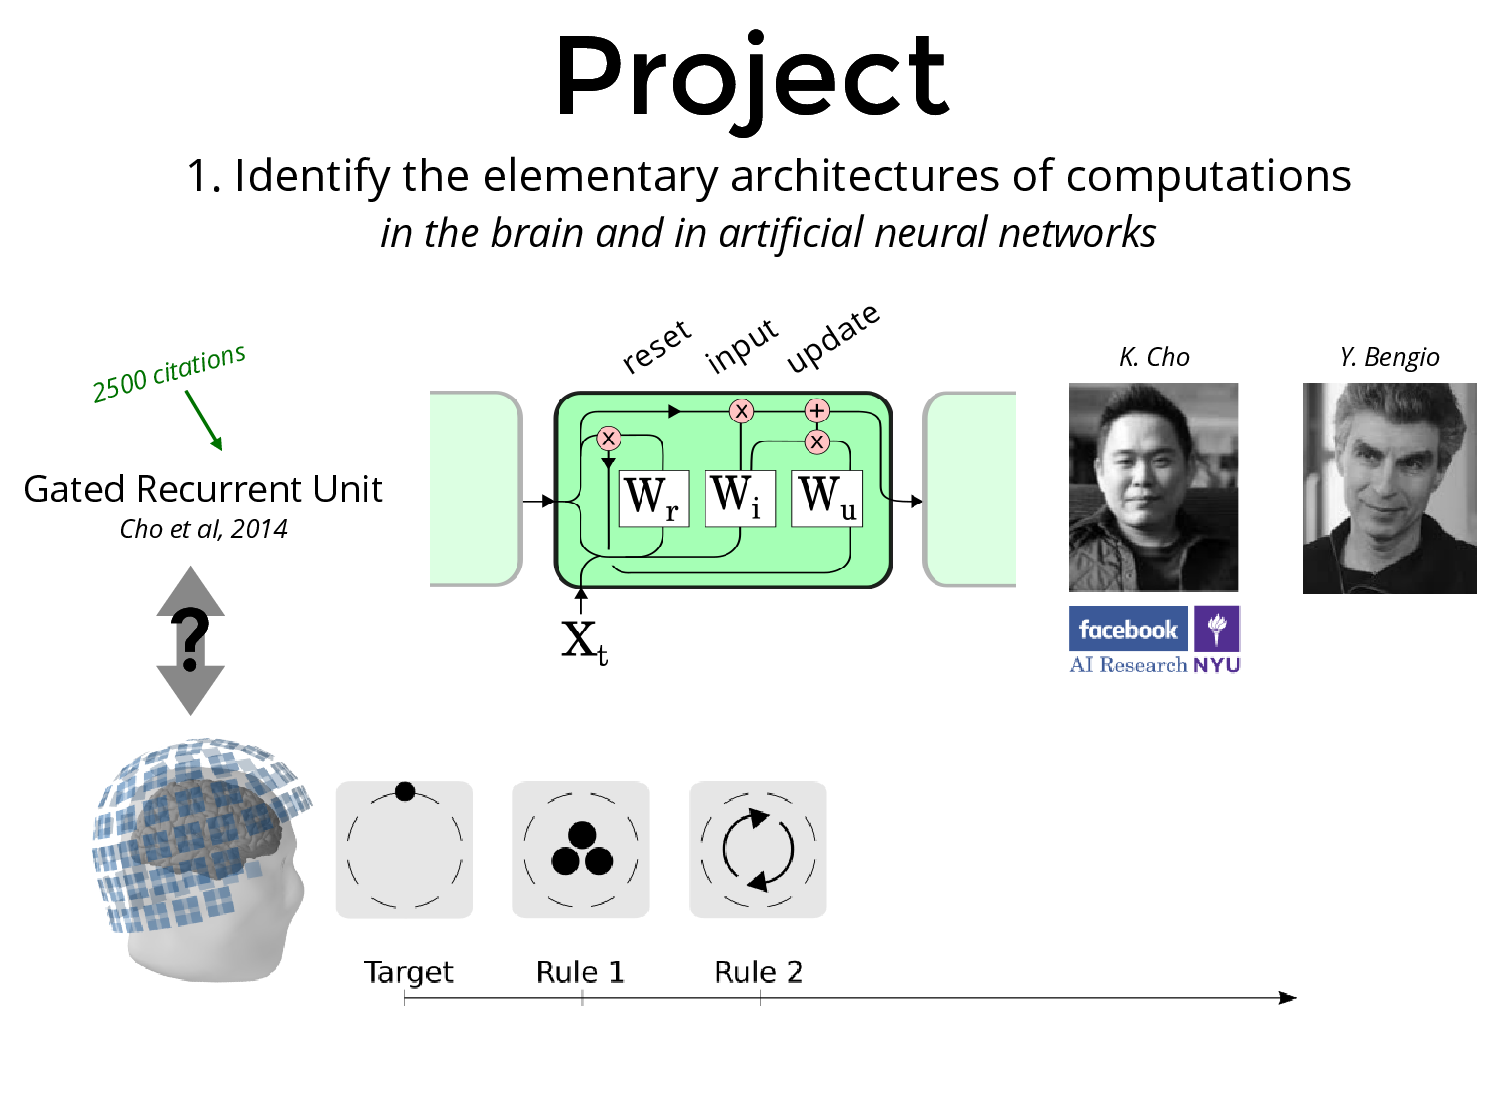 Project
1. Identify the elementary architectures of computations
in the brain and in artificial neural networks
2500 citations
Gated Recurrent Unit
Cho et al, 2014
?
reset
input
update
x
x
+
x
Wr
Wi
Wu
Xt
K. Cho
Y. Bengio
facebook
AI Research
NYU
Target
Rule 1
Rule 2